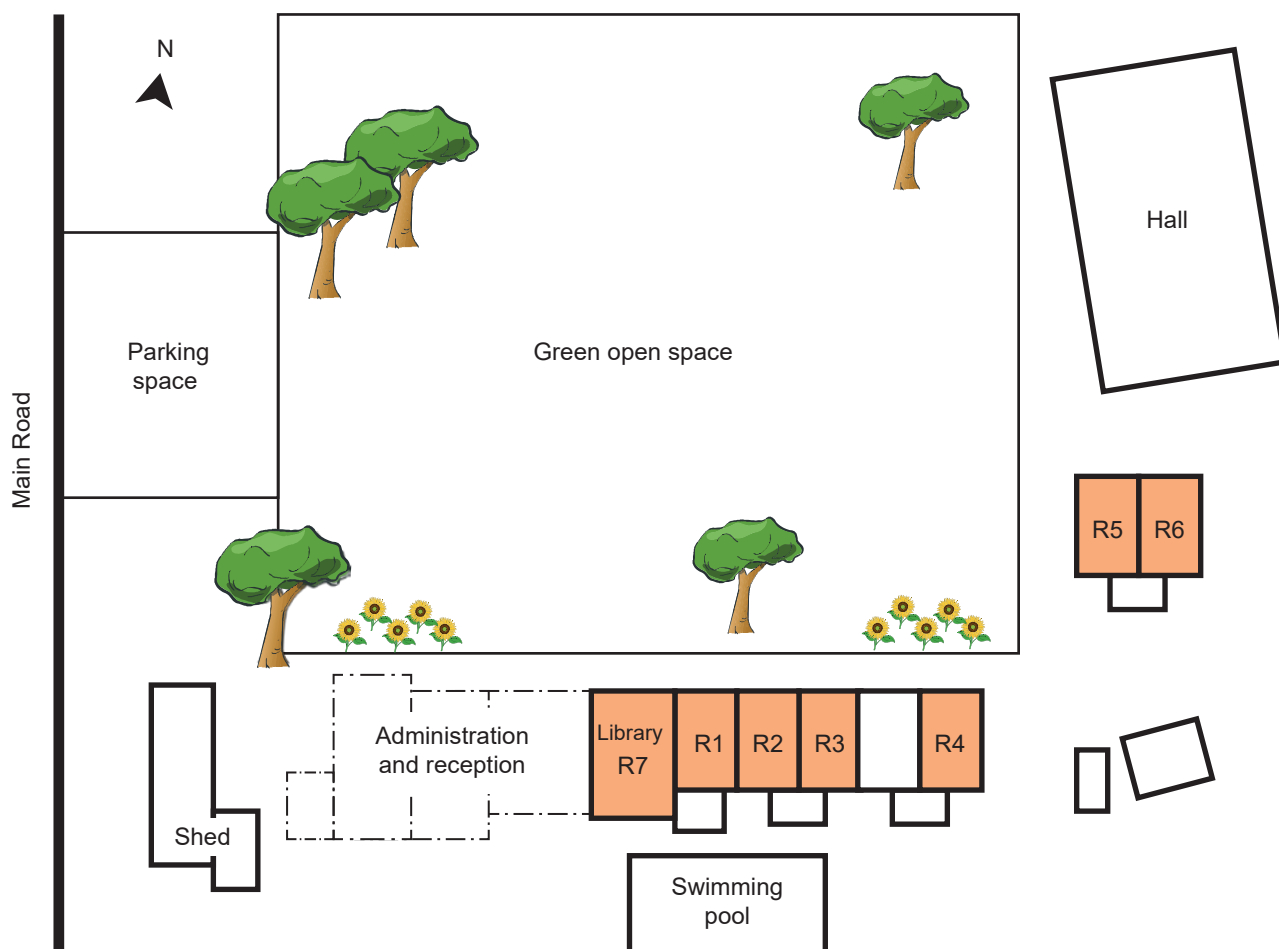 N
Hall
Parking
space
Green open space
Main Road
R5
R6
Administration
and reception
Library
R7
R1
R2
R3
R4
Shed
Swimming
pool